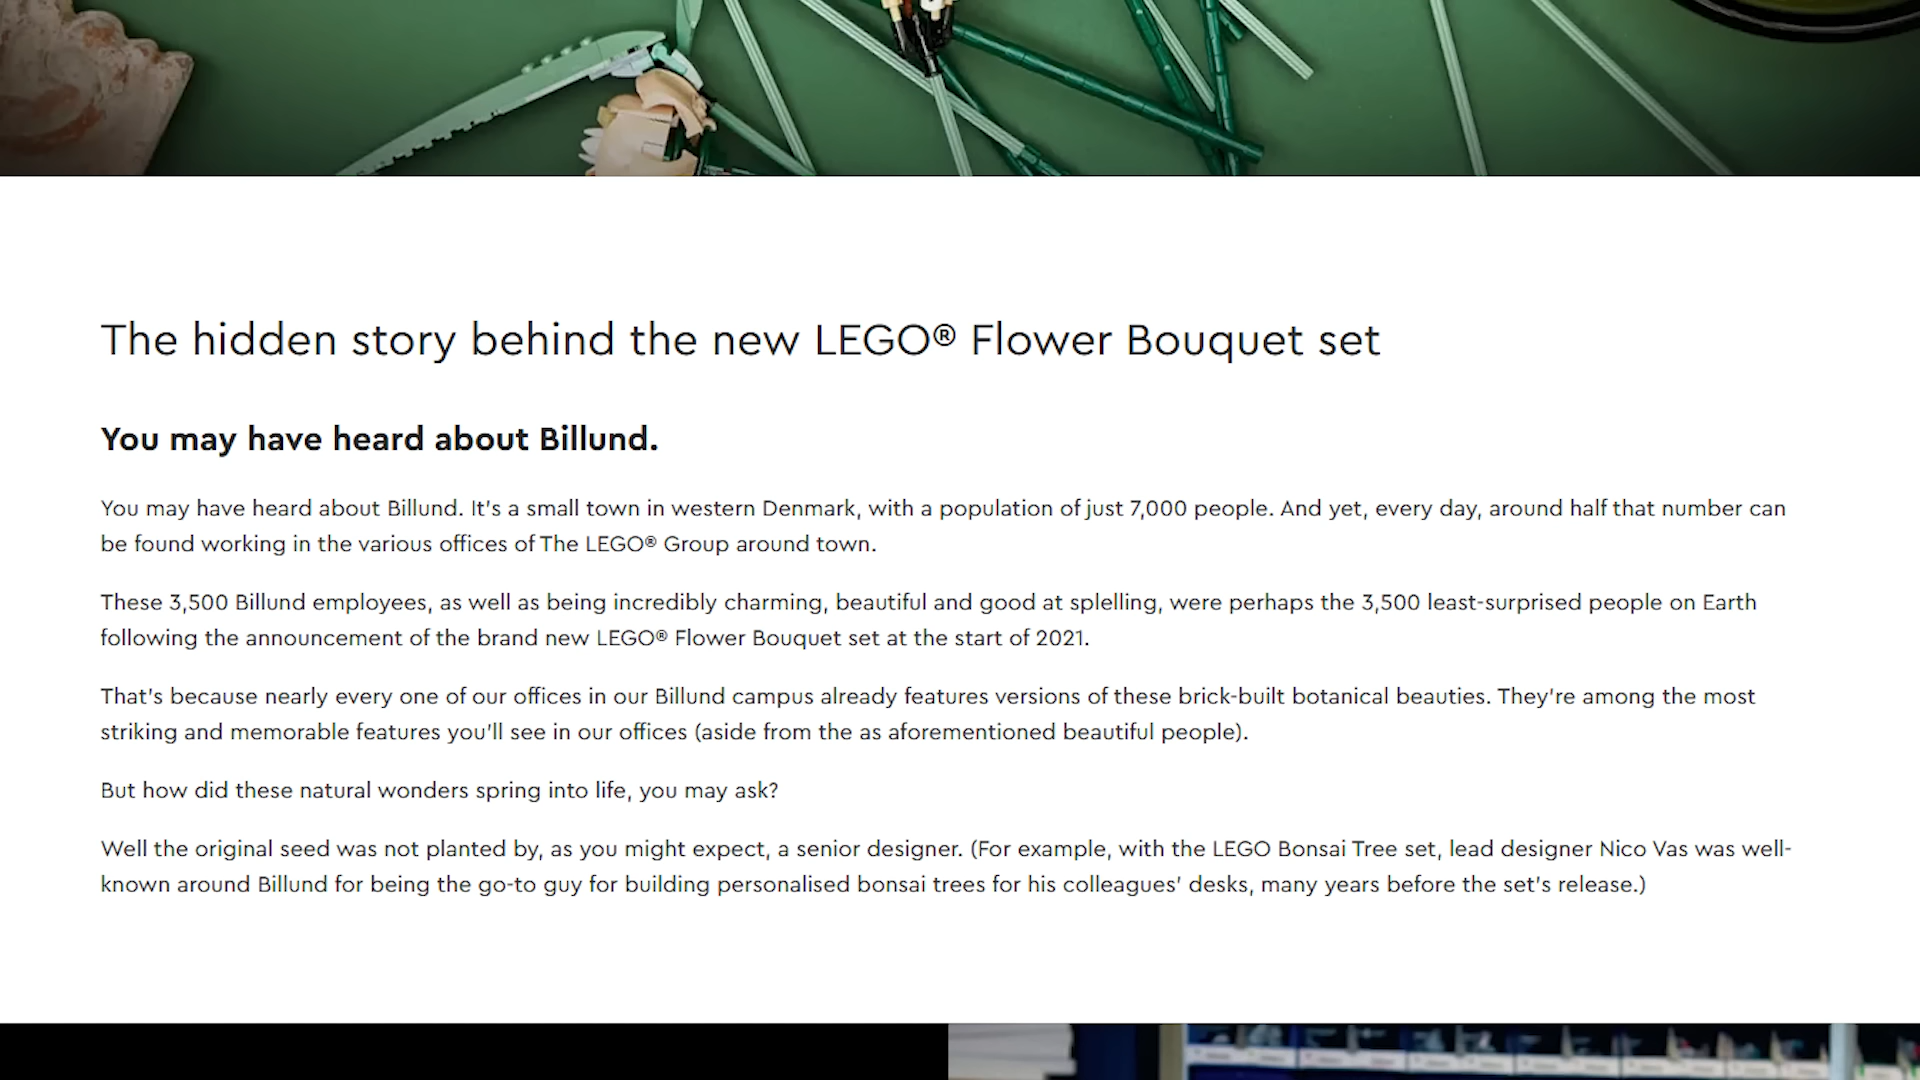 The hidden story behind the new LEGO® Flower Bouquet set
You may have heard about Billund.
You may have heard about Billund. It's a small town in western Denmark, with a population of just 7,000 people. And yet, every day, around half that number can
be found working in the various offices of The LEGO® Group around town.
These 3,500 Billund employees, as well as being incredibly charming, beautiful and good at splelling, were perhaps the 3,500 least-surprised people on Earth
following the announcement of the brand new LEGO® Flower Bouquet set at the start of 2021.
That's because nearly every one of our offices in our Billund campus already features versions of these brick-built botanical beauties. They're among the most
striking and memorable features you'll see in our offices (aside from the as aforementioned beautiful people).
But how did these natural wonders spring into life, you may ask?
Well the original seed was not planted by, as you might expect, a senior designer. (For example, with the LEGO Bonsai Tree set, lead designer Nico Vas was well-
known around Billund for being the go-to guy for building personalised bonsai trees for his colleagues' desks, many years before the set's release.)